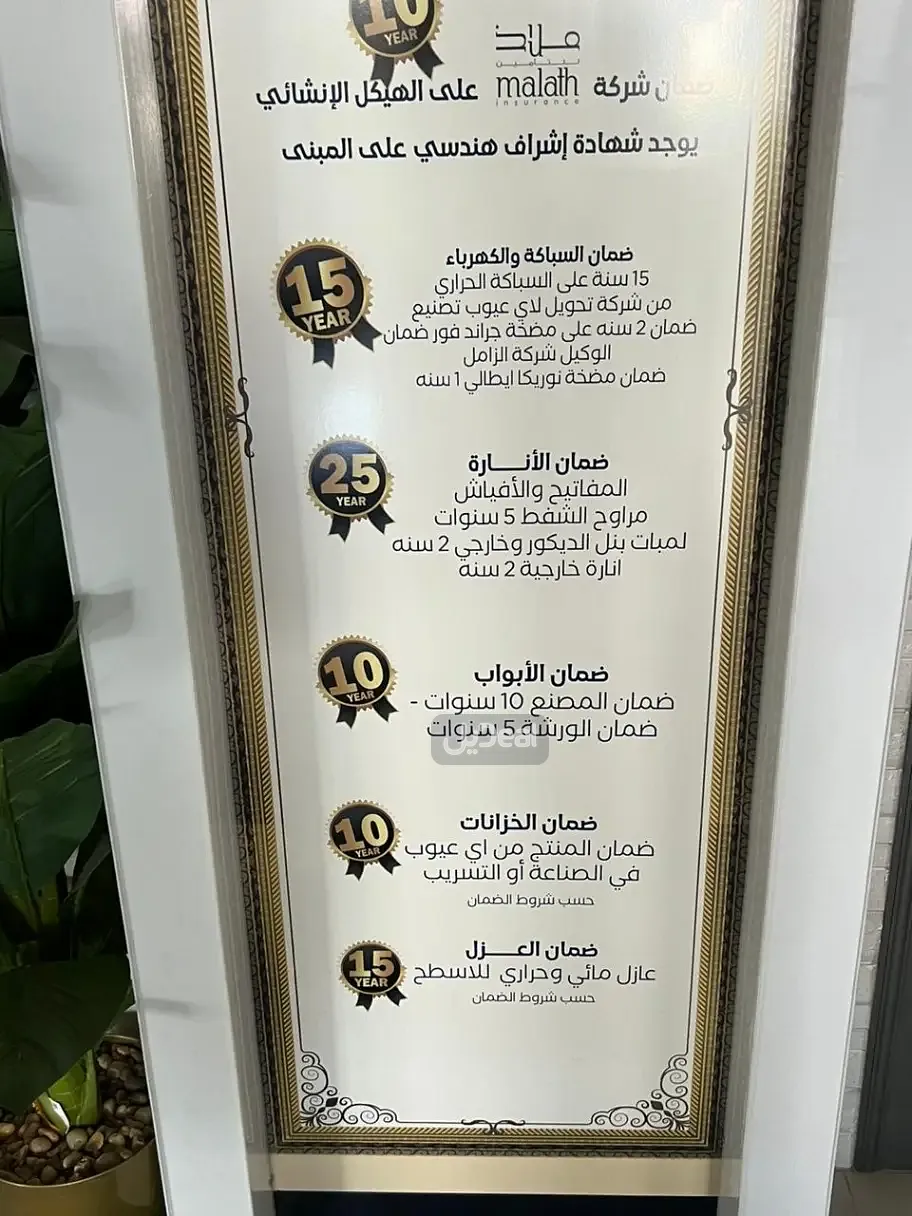 10
YEAR
ملاذ
للتأمين
ضمان شركة malath على الهيكل الإنشائي
insurance
يوجد شهادة إشراف هندسي على المبنى
15
YEAR
ضمان السباكة والكهرباء
15 سنة على السباكة الحراري
من شركة تحويل لاي عيوب تصنيع
ضمان 2 سنه على مضخة جراند فور ضمان
الوكيل شركة الزامل
ضمان مضخة نوريكا ايطالي 1 سنه
25
YEAR
ضمان الأنـــارة
المفاتيح والأفياش
مراوح الشفط 5 سنوات
لمبات بنل الديكور وخارجي 2 سنه
انارة خارجية 2 سنه
10
YEAR
ضمان الأبواب
ضمان المصنع 10 سنوات -
ضمان الورشة 5 سنوات
ديل Deal
10
YEAR
ضمان الخزانات
ضمان المنتج من اي عيوب
في الصناعة أو التسريب
حسب شروط الضمان
15
YEAR
ضمان العـــزل
عازل مائي وحراري للاسطح
حسب شروط الضمان